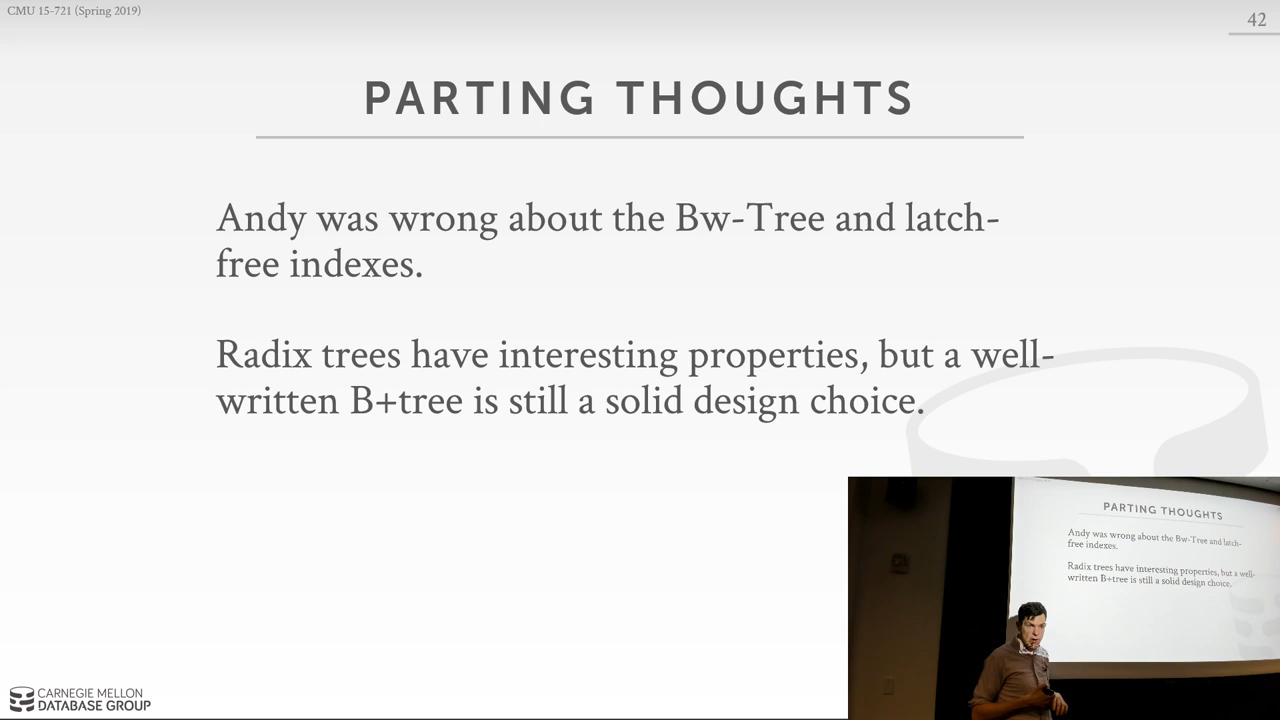 CMU 15-721 (Spring 2019)
42
PARTING THOUGHTS
Andy was wrong about the Bw-Tree and latch-
free indexes.
Radix trees have interesting properties, but a well-
written B+tree is still a solid design choice.
PARTING THOUGHTS
Andy was wrong about the Bw-Tree and latch-
free indexes.
Radix trees have interesting properties, but a well-
written B+tree is still a solid design choice.
CARNEGIE MELLON
DATABASE GROUP